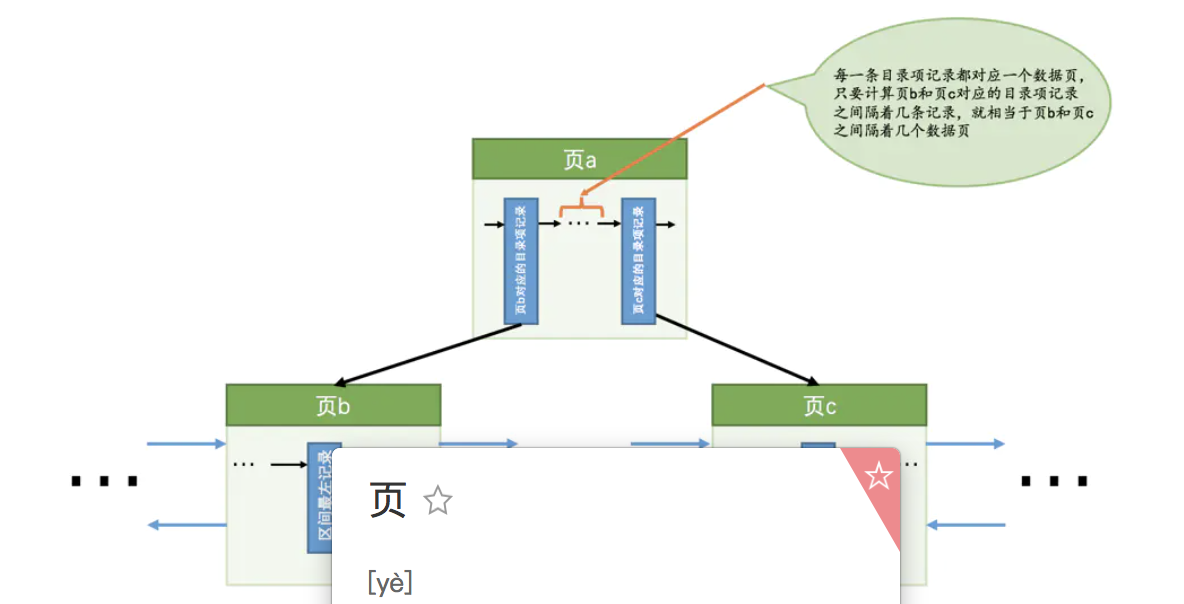 每一条目录项记录都对应一个数据页，
只要计算页b和页c对应的目录项记录
之间隔着几条记录，就相当于页b和页c
之间隔着几个数据页
页a
页b对应的目录项记录
...
页c对应的目录项记录
页b
页c
...
区间最左记录
...
...
...
页
[yè]